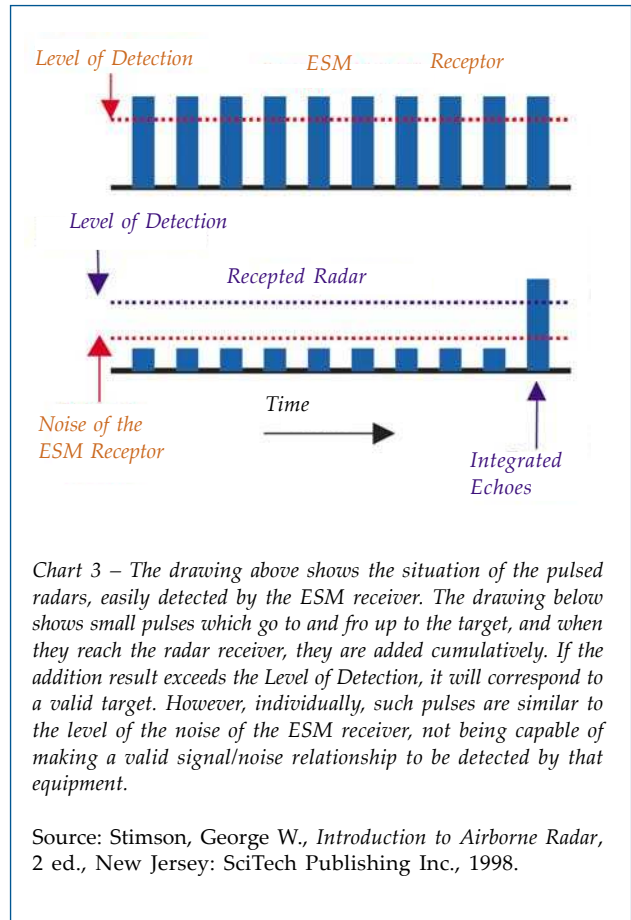 Level of Detection ESM Receptor
Level of Detection
Recepted Radar
Noise of the
ESM Receptor
Time
Integrated
Echoes
Chart 3 – The drawing above shows the situation of the pulsed
radars, easily detected by the ESM receiver. The drawing below
shows small pulses which go to and fro up to the target, and when
they reach the radar receiver, they are added cumulatively. If the
addition result exceeds the Level of Detection, it will correspond to
a valid target. However, individually, such pulses are similar to
the level of the noise of the ESM receiver, not being capable of
making a valid signal/noise relationship to be detected by that
equipment.
Source: Stimson, George W., Introduction to Airborne Radar,
2 ed., New Jersey: SciTech Publishing Inc., 1998.